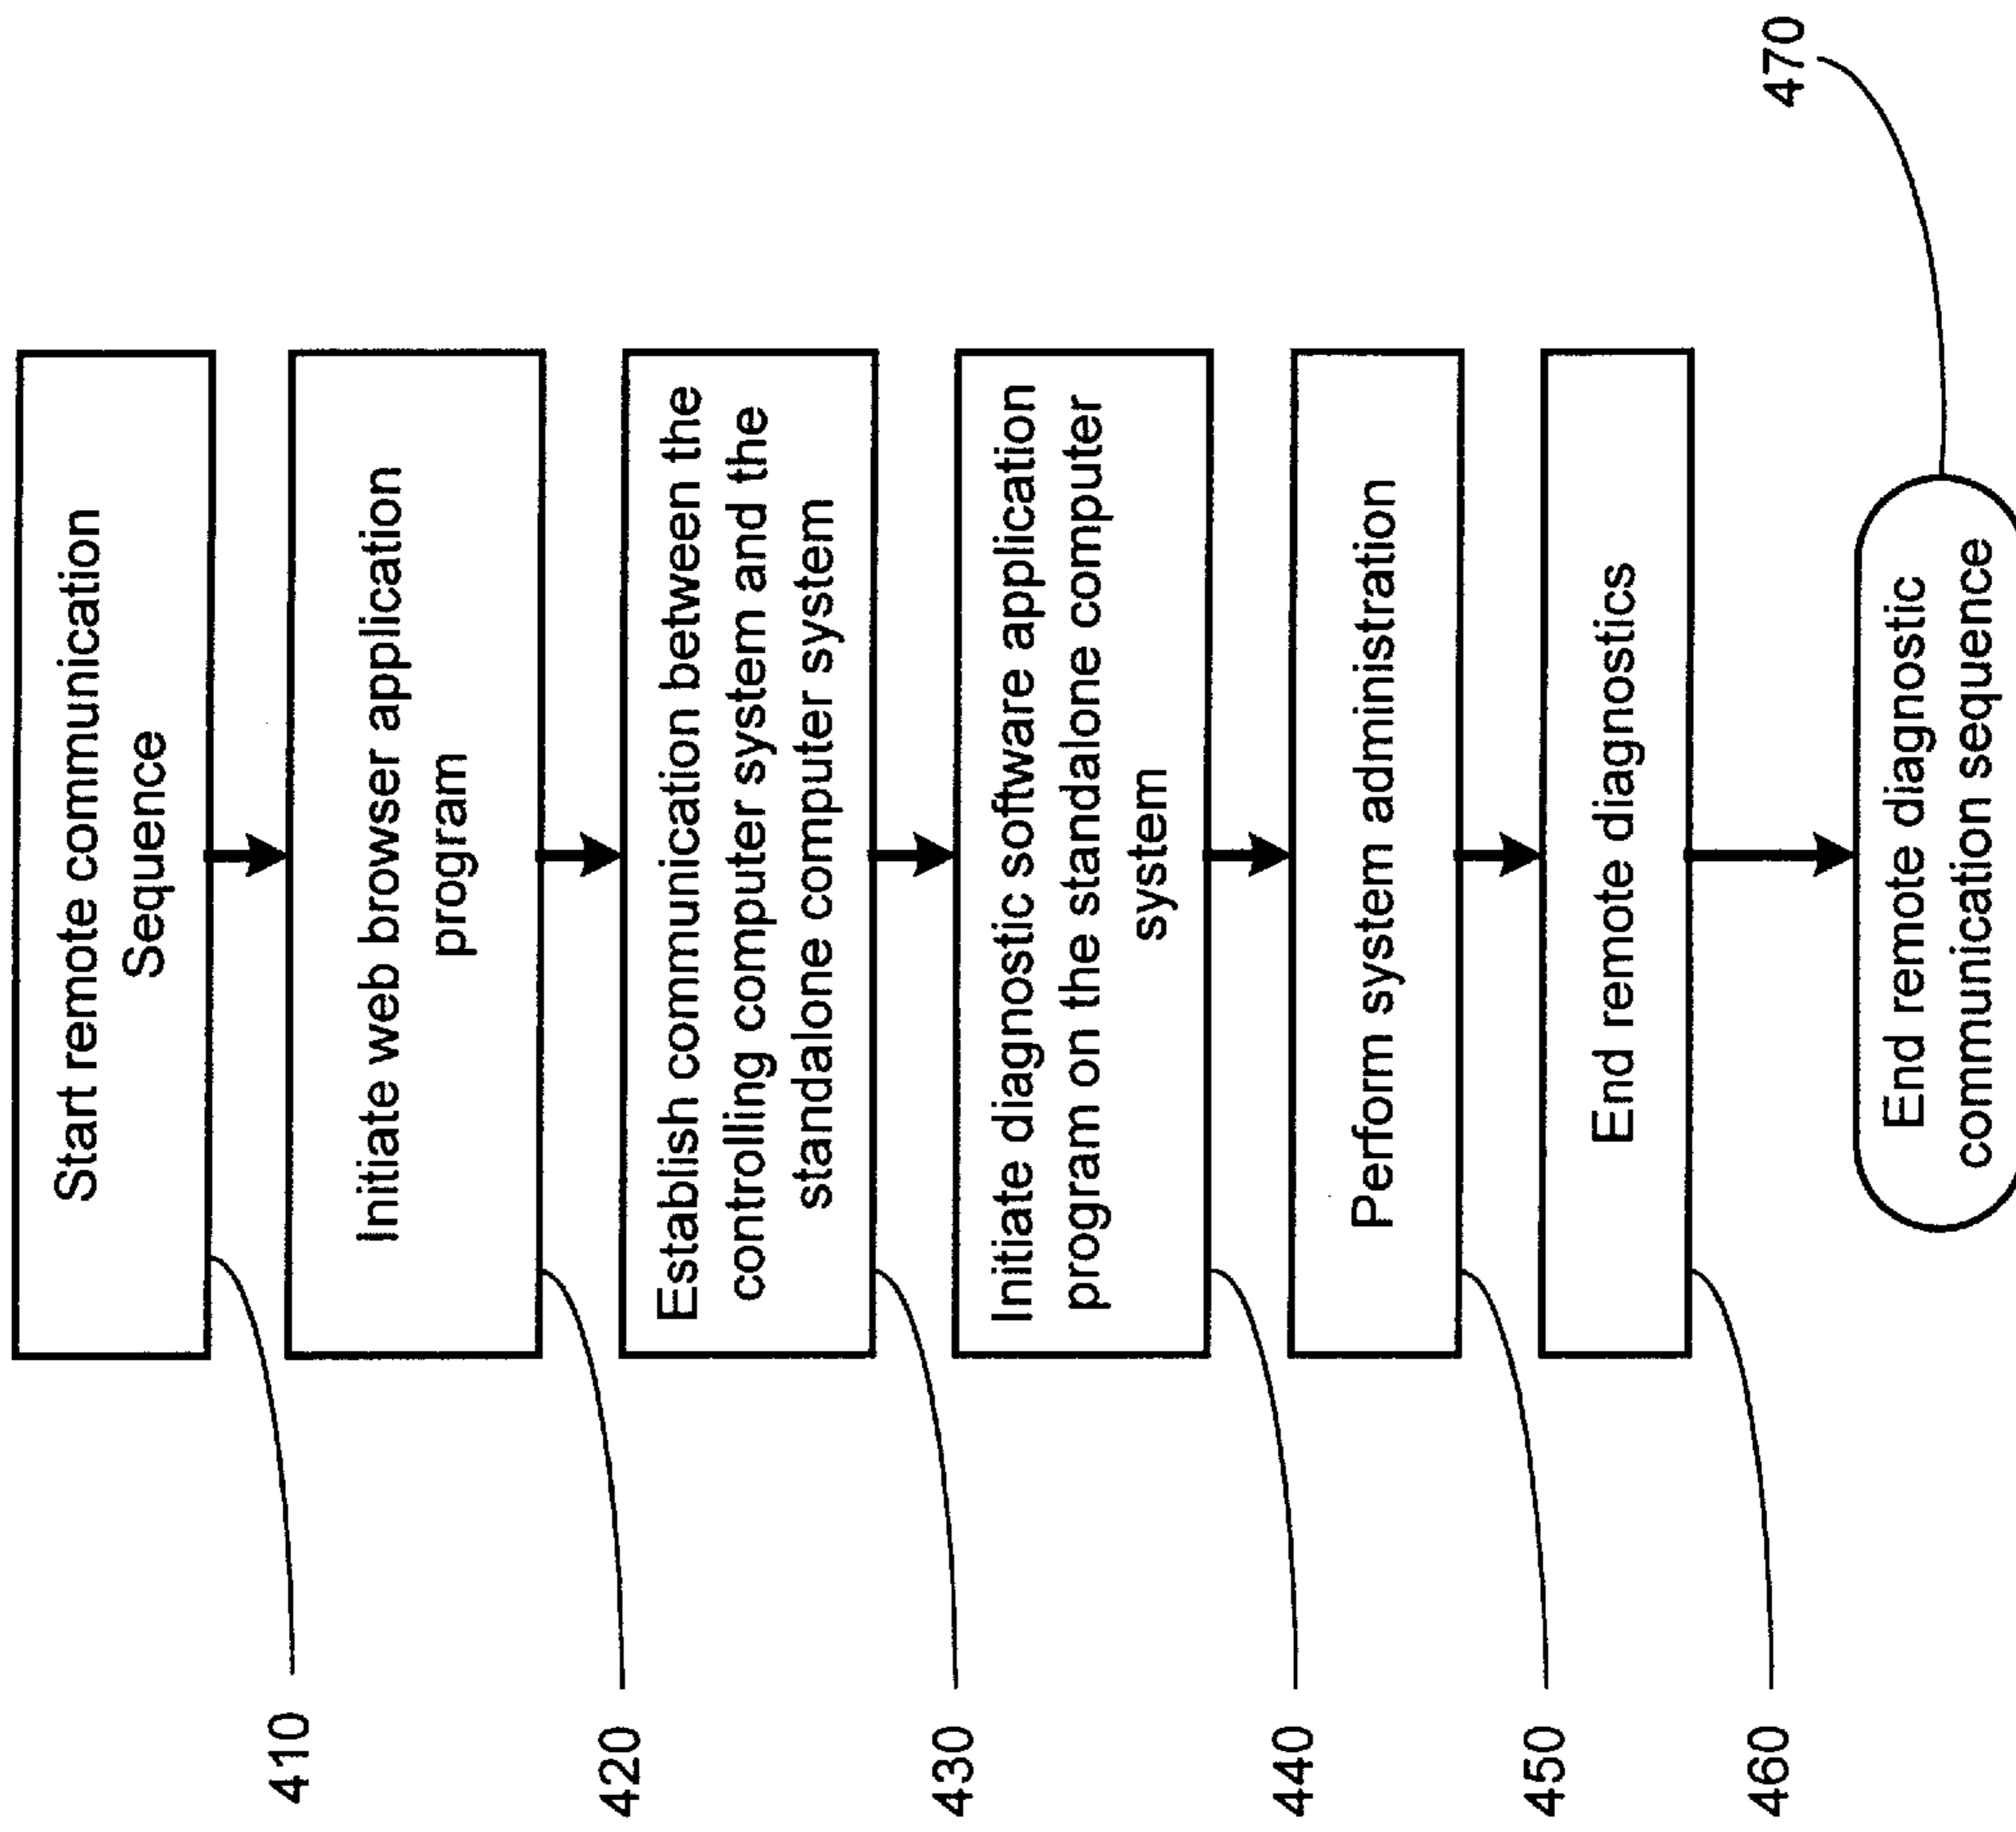 Start remote communication
Sequence
410
Initiate web browser application
program
420
Establish communication between the
controlling computer system and the
standalone computer system
430
Initiate diagnostic software application
program on the standalone computer
system
440
Perform system administration
450
End remote diagnostics
460
End remote diagnostic
communication sequence
470